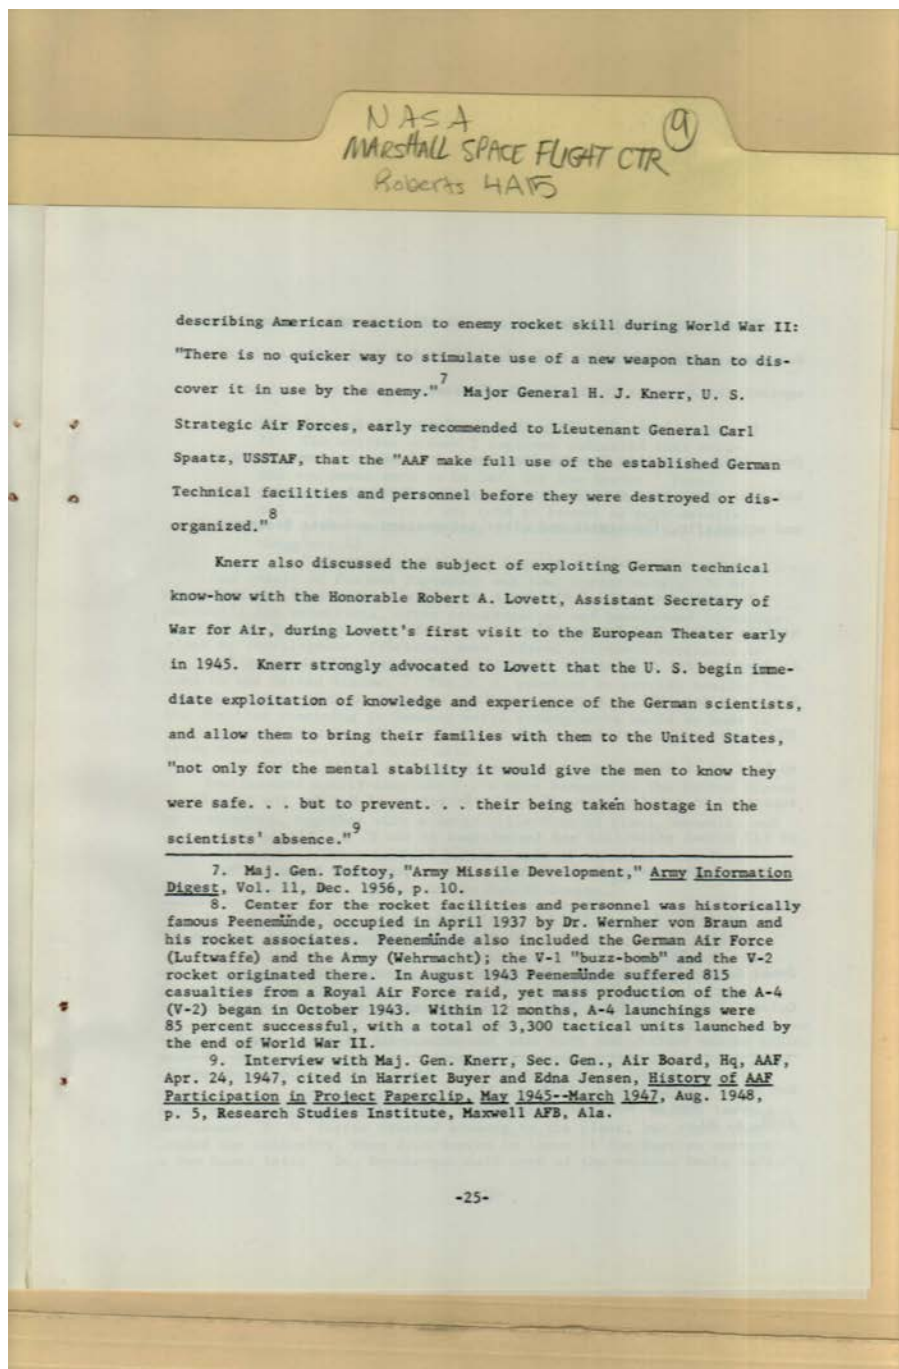 NASA
MARSHALL SPACE FLIGHT CTR
9
Roberts 4A15
describing American reaction to enemy rocket skill during World War II:
"There is no quicker way to stimulate use of a new weapon than to dis-
cover it in use by the enemy."7 Major General H. J. Knerr, U. S.
Strategic Air Forces, early recommended to Lieutenant General Carl
Spaatz, USSTAF, that the "AAF make full use of the established German
Technical facilities and personnel before they were destroyed or dis-
organized."8
Knerr also discussed the subject of exploiting German technical
know-how with the Honorable Robert A. Lovett, Assistant Secretary of
War for Air, during Lovett's first visit to the European Theater early
in 1945. Knerr strongly advocated to Lovett that the U. S. begin imme-
diate exploitation of knowledge and experience of the German scientists,
and allow them to bring their families with them to the United States,
"not only for the mental stability it would give the men to know they
were safe. . . but to prevent. . . their being taken hostage in the
scientists' absence."9
7. Maj. Gen. Toftoy, "Army Missile Development," Army Information
Digest, Vol. 11, Dec. 1956, p. 10.
8. Center for the rocket facilities and personnel was historically
famous Peenemünde, occupied in April 1937 by Dr. Wernher von Braun and
his rocket associates. Peenemünde also included the German Air Force
(Luftwaffe) and the Army (Wehrmacht); the V-1 "buzz-bomb" and the V-2
rocket originated there. In August 1943 Peenemünde suffered 815
casualties from a Royal Air Force raid, yet mass production of the A-4
(V-2) began in October 1943. Within 12 months, A-4 launchings were
85 percent successful, with a total of 3,300 tactical units launched by
the end of World War II.
9. Interview with Maj. Gen. Knerr, Sec. Gen., Air Board, Hq, AAF,
Apr. 24, 1947, cited in Harriet Buyer and Edna Jensen, History of AAF
Participation in Project Paperclip, May 1945--March 1947, Aug. 1948,
p. 5, Research Studies Institute, Maxwell AFB, Ala.
-25-